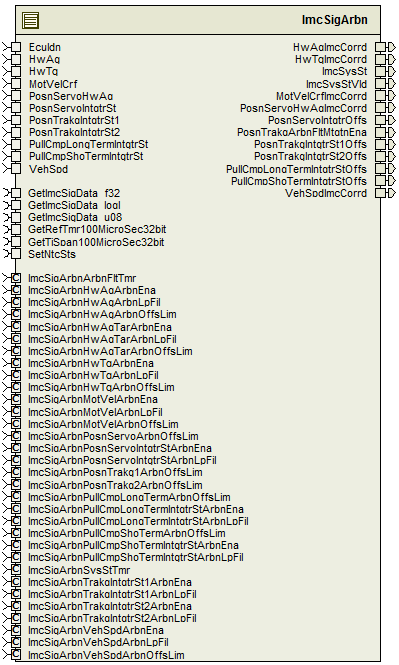 ImcSigArbn
EcuIdn
HwAg
HwTq
MotVelCrf
PosnServoHwAg
PosnServoIntgtrSt
PosnTrakgIntgtrSt1
PosnTrakgIntgtrSt2
PullCmpLongTermIntgtrSt
PullCmpShoTermIntgtrSt
VehSpd
GetImcSigData_f32
GetImcSigData_logl
GetImcSigData_u08
GetRefTmr100MicroSec32bit
GetTiSpan100MicroSec32bit
SetNtcSts
ImcSigArbnArbnFltTmr
ImcSigArbnHwAgArbnEna
ImcSigArbnHwAgArbnLpFil
ImcSigArbnHwAgArbnOffsLim
ImcSigArbnHwAgTarArbnEna
ImcSigArbnHwAgTarArbnLpFil
ImcSigArbnHwAgTarArbnOffsLim
ImcSigArbnHwTqArbnEna
ImcSigArbnHwTqArbnLpFil
ImcSigArbnHwTqArbnOffsLim
ImcSigArbnMotVelArbnEna
ImcSigArbnMotVelArbnLpFil
ImcSigArbnMotVelArbnOffsLim
ImcSigArbnPosnServoArbnOffsLim
ImcSigArbnPosnServoIntgtrStArbnEna
ImcSigArbnPosnServoIntgtrStArbnLpFil
ImcSigArbnPosnTrakg1ArbnOffsLim
ImcSigArbnPosnTrakg2ArbnOffsLim
ImcSigArbnPullCmpLongTermArbnOffsLim
ImcSigArbnPullCmpLongTermIntgtrStArbnEna
ImcSigArbnPullCmpLongTermIntgtrStArbnLpFil
ImcSigArbnPullCmpShoTermArbnOffsLim
ImcSigArbnPullCmpShoTermIntgtrStArbnEna
ImcSigArbnPullCmpShoTermIntgtrStArbnLpFil
ImcSigArbnSysStTmr
ImcSigArbnTrakgIntgtrSt1ArbnEna
ImcSigArbnTrakgIntgtrSt1ArbnLpFil
ImcSigArbnTrakgIntgtrSt2ArbnEna
ImcSigArbnTrakgIntgtrSt2ArbnLpFil
ImcSigArbnVehSpdArbnEna
ImcSigArbnVehSpdArbnLpFil
ImcSigArbnVehSpdArbnOffsLim
HwAgImcCorrd
HwTqImcCorrd
ImcSysSt
ImcSysStVld
MotVelCrfImcCorrd
PosnServoHwAgImcCorrd
PosnServoIntgtrOffs
PosnTrakgArbnFltMtgtnEna
PosnTrakgIntgtrSt1Offs
PosnTrakgIntgtrSt2Offs
PullCmpLongTermIntgtrStOffs
PullCmpShoTermIntgtrStOffs
VehSpdImcCorrd